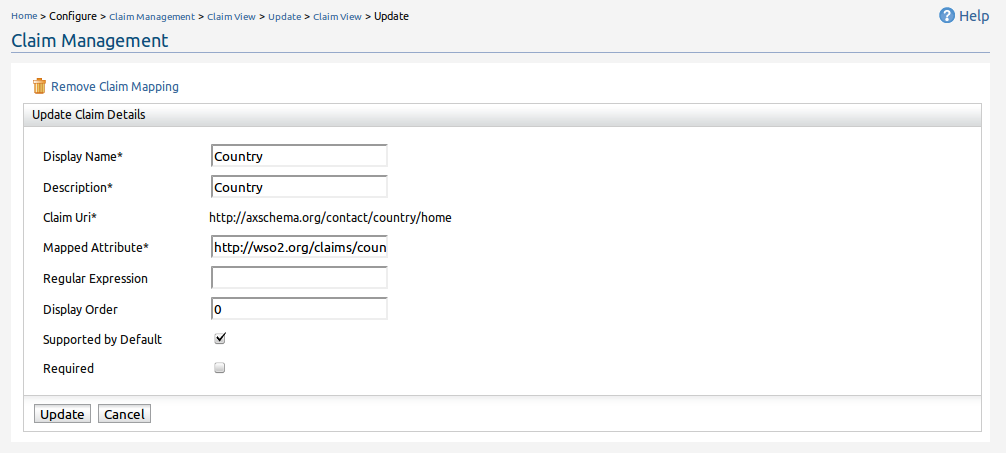 Home > Configure > Claim Management > Claim View > Update > Claim View > Update
Help
Claim Management
Remove Claim Mapping
Update Claim Details
Display Name* Country
Description* Country
Claim Uri* http://axschema.org/contact/country/home
Mapped Attribute* http://wso2.org/claims/coun
Regular Expression
Display Order 0
Supported by Default
Required
Update Cancel